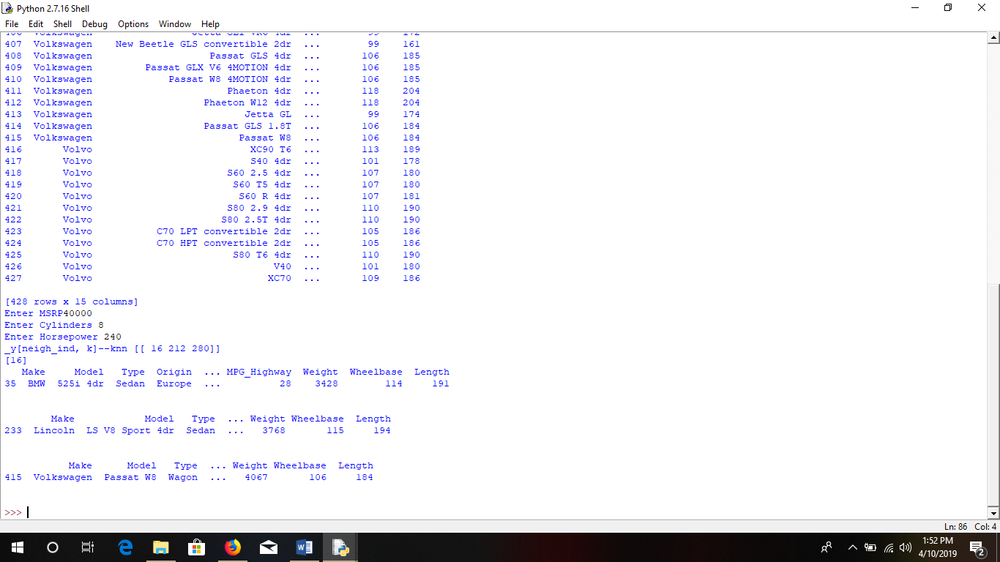 Python 2.7.16 Shell
File Edit Shell Debug Options Window Help
406 Volkswagen Jetta GLI VR6 4dr ... 99 172
407 Volkswagen New Beetle GLS convertible 2dr ... 99 161
408 Volkswagen Passat GLS 4dr ... 106 185
409 Volkswagen Passat GLX V6 4MOTION 4dr ... 106 185
410 Volkswagen Passat W8 4MOTION 4dr ... 106 185
411 Volkswagen Phaeton 4dr ... 118 204
412 Volkswagen Phaeton W12 4dr ... 118 204
413 Volkswagen Jetta GL ... 99 174
414 Volkswagen Passat GLS 1.8T ... 106 184
415 Volkswagen Passat W8 ... 106 184
416 Volvo XC90 T6 ... 113 189
417 Volvo S40 4dr ... 101 178
418 Volvo S60 2.5 4dr ... 107 180
419 Volvo S60 T5 4dr ... 107 180
420 Volvo S60 R 4dr ... 107 181
421 Volvo S80 2.9 4dr ... 110 190
422 Volvo S80 2.5T 4dr ... 110 190
423 Volvo C70 LPT convertible 2dr ... 105 186
424 Volvo C70 HPT convertible 2dr ... 105 186
425 Volvo S80 T6 4dr ... 110 190
426 Volvo V40 ... 101 180
427 Volvo XC70 ... 109 186
[428 rows x 15 columns]
Enter MSRP40000
Enter Cylinders 8
Enter Horsepower 240
_y[neigh_ind, k]--knn [[ 16 212 280]]
[16]
Make Model Type Origin ... MPG_Highway Weight Wheelbase Length
35 BMW 525i 4dr Sedan Europe ... 28 3428 114 191
Make Model Type ... Weight Wheelbase Length
233 Lincoln LS V8 Sport 4dr Sedan ... 3768 115 194
Make Model Type ... Weight Wheelbase Length
415 Volkswagen Passat W8 Wagon ... 4067 106 184
>>>
Ln: 86 Col: 4
1:52 PM
4/10/2019
2